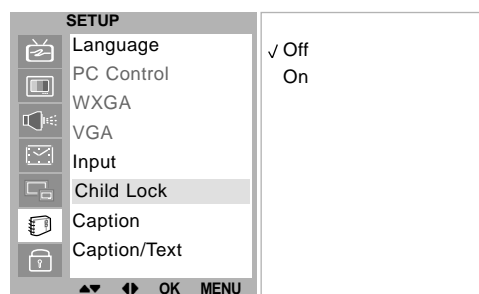 SETUP
Language
PC Control
WXGA
VGA
Input
Child Lock
Caption
Caption/Text
OK MENU
√ Off
On